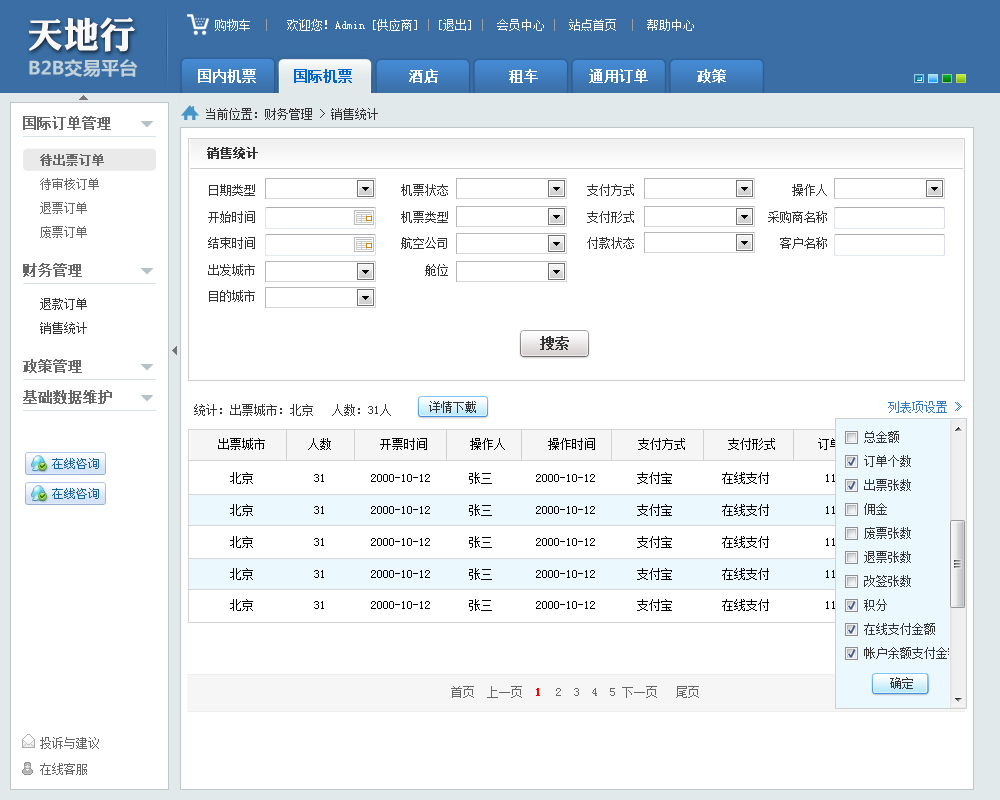 天地行
B2B交易平台
购物车 | 欢迎您! Admin [供应商] | [退出] | 会员中心 | 站点首页 | 帮助中心
国内机票 国际机票 酒店 租车 通用订单 政策
国际订单管理
待出票订单
待审核订单
退票订单
废票订单
财务管理
退款订单
销售统计
政策管理
基础数据维护
在线咨询
在线咨询
投诉与建议
在线客服
当前位置: 财务管理 > 销售统计
销售统计
日期类型 机票状态 支付方式 操作人
开始时间 机票类型 支付形式 采购商名称
结束时间 航空公司 付款状态 客户名称
出发城市 舱位
目的城市
搜索
统计: 出票城市: 北京 人数: 31人 详情下载 列表项设置
出票城市 人数 开票时间 操作人 操作时间 支付方式 支付形式 订单
北京 31 2000-10-12 张三 2000-10-12 支付宝 在线支付 11
北京 31 2000-10-12 张三 2000-10-12 支付宝 在线支付 11
北京 31 2000-10-12 张三 2000-10-12 支付宝 在线支付 11
北京 31 2000-10-12 张三 2000-10-12 支付宝 在线支付 11
北京 31 2000-10-12 张三 2000-10-12 支付宝 在线支付 11
总金额
订单个数
出票张数
佣金
废票张数
退票张数
改签张数
积分
在线支付金额
帐户余额支付金
确定
首页 上一页 1 2 3 4 5 下一页 尾页